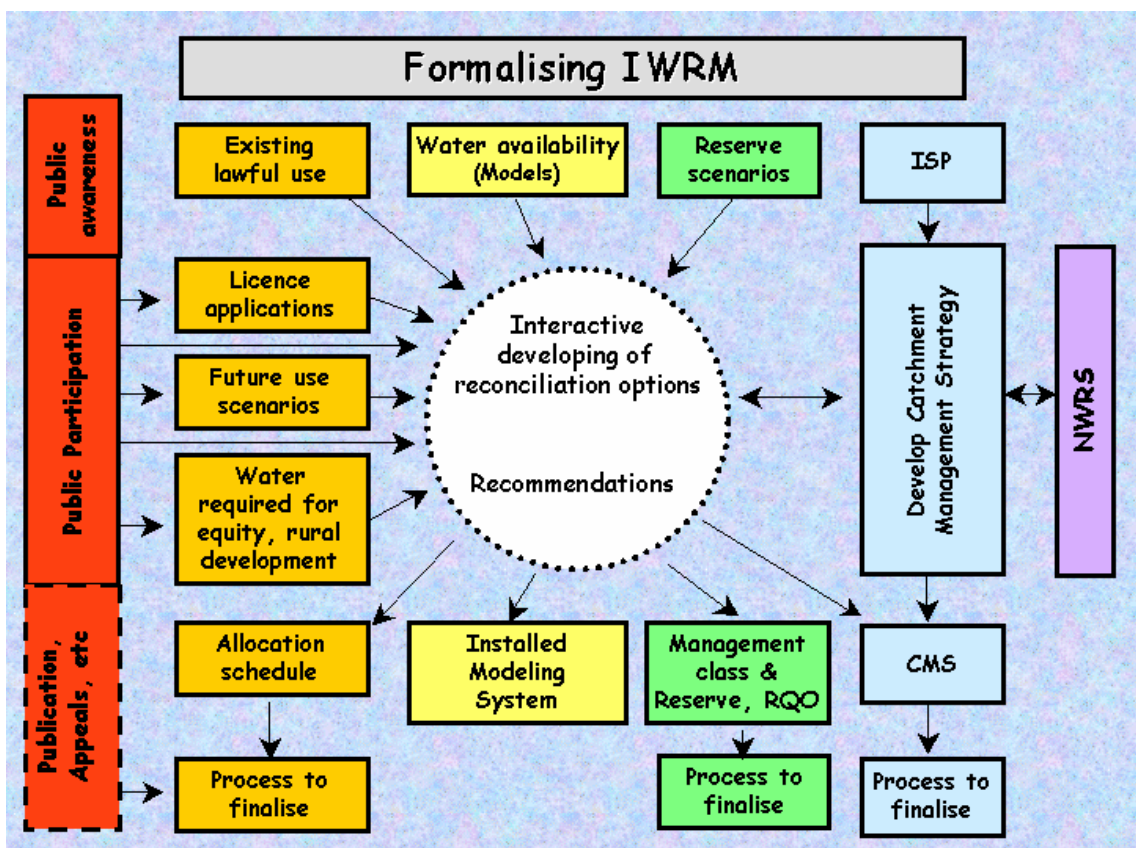 Formalising IWRM
Public
awareness
Existing
lawful use
Water availability
(Models)
Reserve
scenarios
ISP
Public Participation
Licence
applications
Future use
scenarios
Water
required for
equity, rural
development
Interactive
developing of
reconciliation options
Recommendations
Develop Catchment
Management Strategy
NWRS
Publication,
Appeals, etc
Allocation
schedule
Installed
Modeling
System
Management
class &
Reserve, RQO
CMS
Process to
finalise
Process to
finalise
Process to
finalise